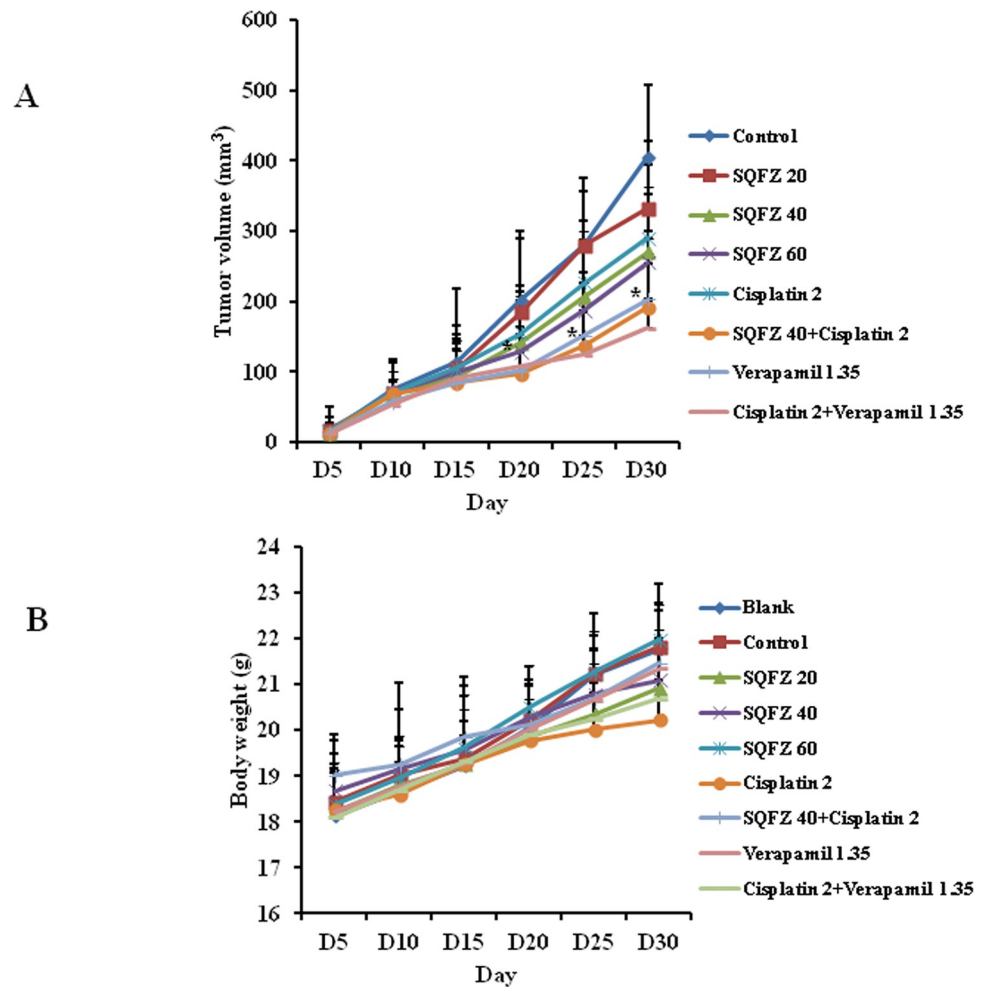 A
Tumor volume (mm³)
600
500
400
300
200
100
0
*
*
*
D5 D10 D15 D20 D25 D30
Day
Control
SQFZ 20
SQFZ 40
SQFZ 60
Cisplatin 2
SQFZ 40+Cisplatin 2
Verapamil 1.35
Cisplatin 2+Verapamil 1.35
B
Body weight (g)
24
23
22
21
20
19
18
17
16
D5 D10 D15 D20 D25 D30
Day
Blank
Control
SQFZ 20
SQFZ 40
SQFZ 60
Cisplatin 2
SQFZ 40+Cisplatin 2
Verapamil 1.35
Cisplatin 2+Verapamil 1.35